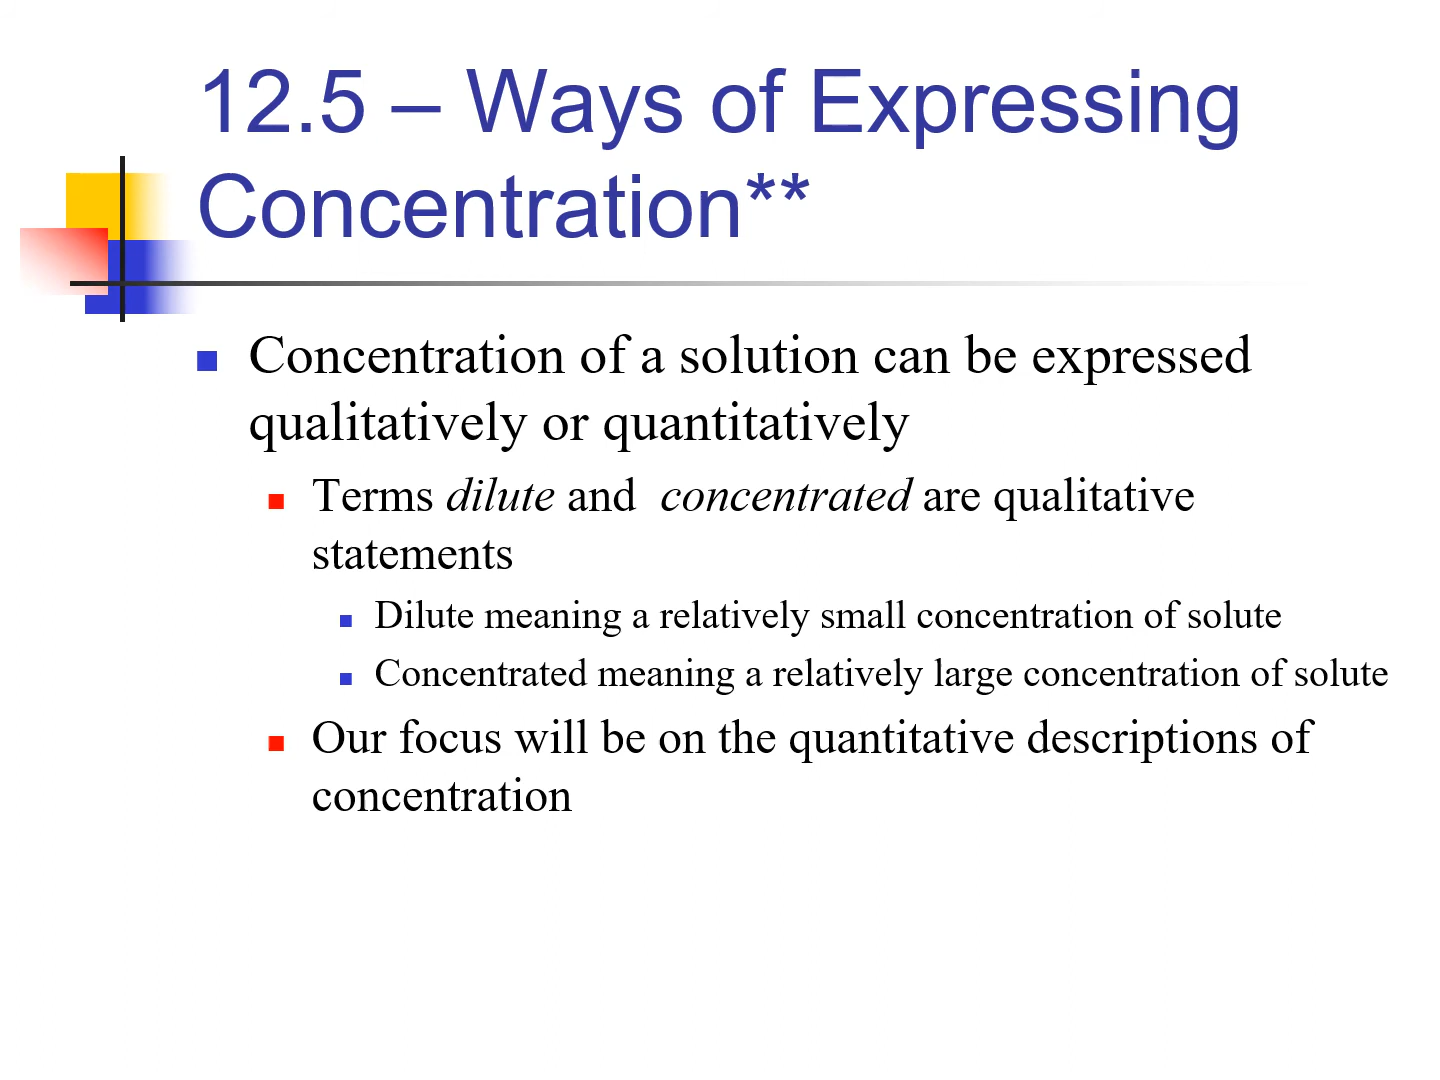 12.5 – Ways of Expressing
Concentration**
Concentration of a solution can be expressed
qualitatively or quantitatively
Terms dilute and concentrated are qualitative
statements
Dilute meaning a relatively small concentration of solute
Concentrated meaning a relatively large concentration of solute
Our focus will be on the quantitative descriptions of
concentration